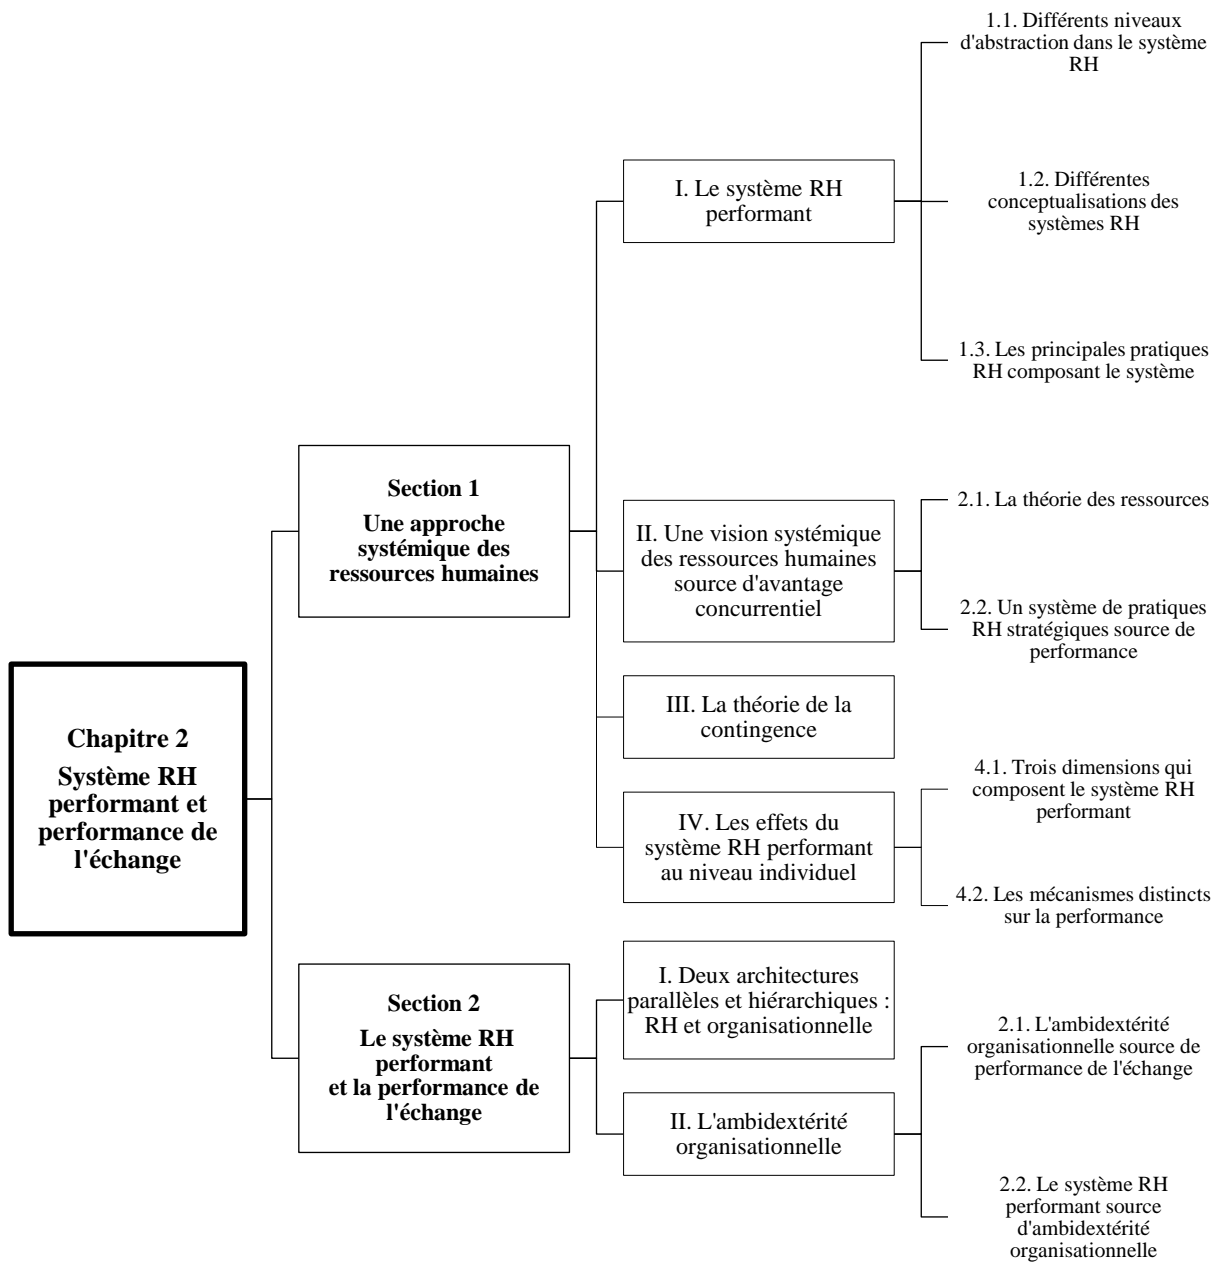 Chapitre 2
Système RH
performant et
performance de
l'échange
Section 1
Une approche
systémique des
ressources humaines
I. Le système RH
performant
1.1. Différents niveaux
d'abstraction dans le système
RH
1.2. Différentes
conceptualisations des
systèmes RH
1.3. Les principales pratiques
RH composant le système
II. Une vision systémique
des ressources humaines
source d'avantage
concurrentiel
2.1. La théorie des ressources
2.2. Un système de pratiques
RH stratégiques source de
performance
III. La théorie de la
contingence
IV. Les effets du
système RH performant
au niveau individuel
4.1. Trois dimensions qui
composent le système RH
performant
4.2. Les mécanismes distincts
sur la performance
Section 2
Le système RH
performant
et la performance de
l'échange
I. Deux architectures
parallèles et hiérarchiques :
RH et organisationnelle
II. L'ambidextérité
organisationnelle
2.1. L'ambidextérité
organisationnelle source de
performance de l'échange
2.2. Le système RH
performant source
d'ambidextérité
organisationnelle